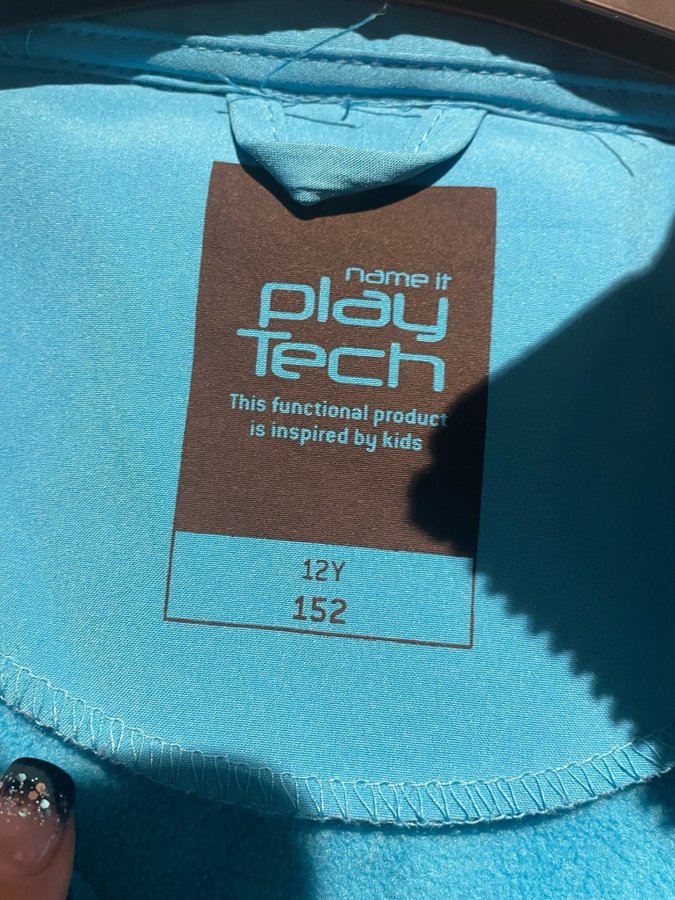 name it
play
Tech
This functional product
is inspired by kids
12Y
152